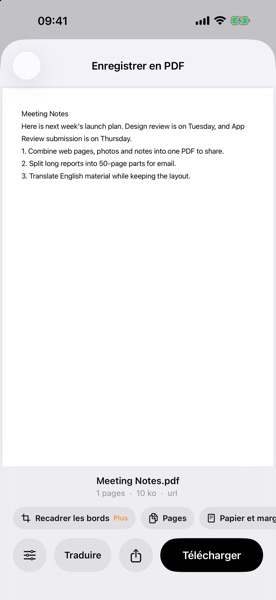 09:41
Enregistrer en PDF
Meeting Notes
Here is next week's launch plan. Design review is on Tuesday, and App
Review submission is on Thursday.
1. Combine web pages, photos and notes into one PDF to share.
2. Split long reports into 50-page parts for email.
3. Translate English material while keeping the layout.
Meeting Notes.pdf
1 pages · 10 ko · url
Recadrer les bords Plus Pages Papier et marg
Traduire Télécharger